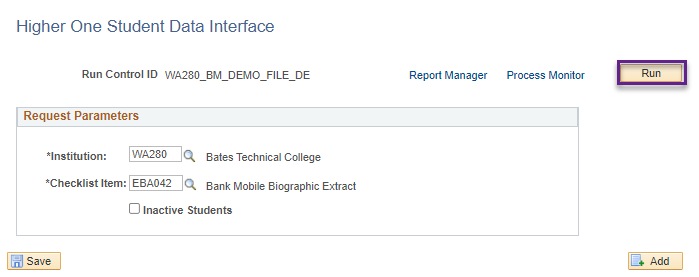 Higher One Student Data Interface
Run Control ID WA280_BM_DEMO_FILE_DE Report Manager Process Monitor Run
Request Parameters
*Institution: WA280 Bates Technical College
*Checklist Item: EBA042 Bank Mobile Biographic Extract
Inactive Students
Save Add